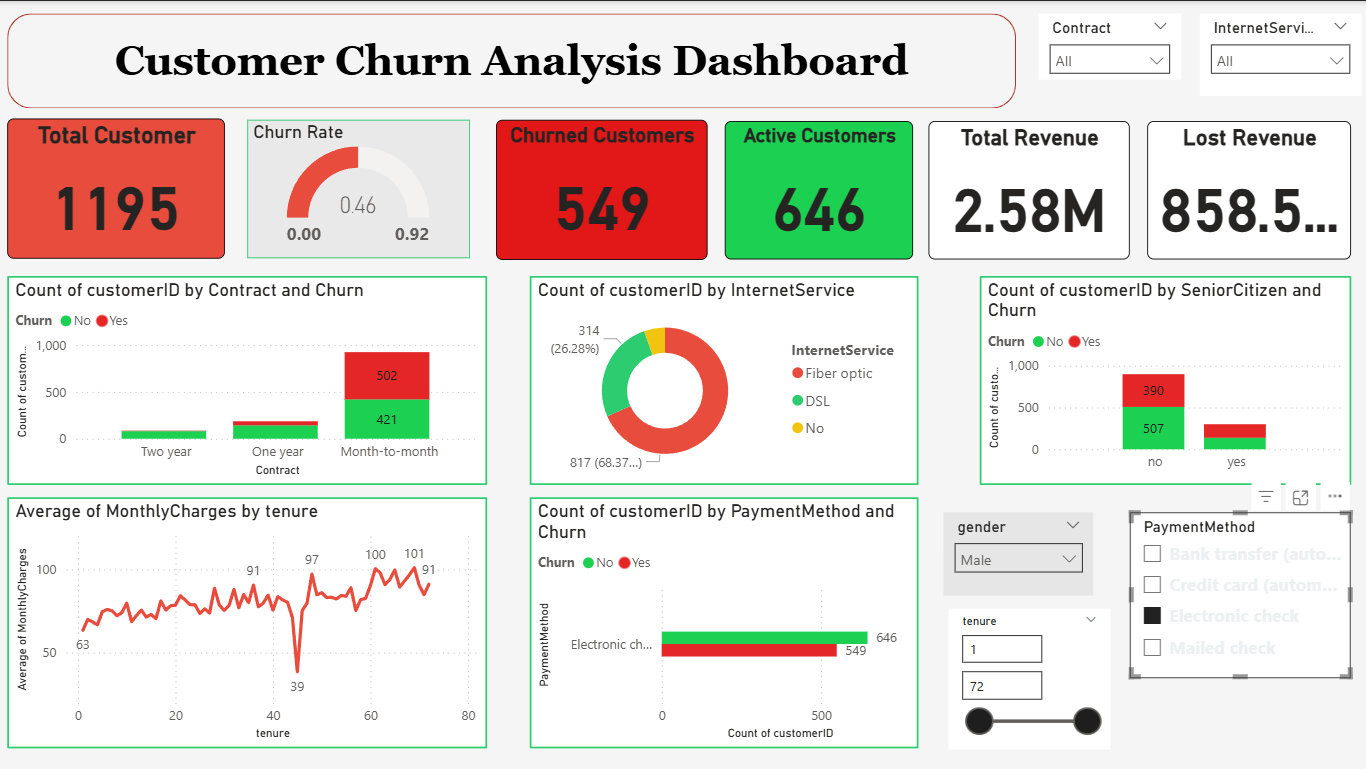 Customer Churn Analysis Dashboard
Contract
All
InternetServi...
All
Total Customer
1195
Churn Rate
0.46
0.00
0.92
Churned Customers
549
Active Customers
646
Total Revenue
2.58M
Lost Revenue
858.5...
Count of customerID by Contract and Churn
Churn No Yes
Count of custom...
1,000
500
0
502
421
Two year
One year
Month-to-month
Contract
Count of customerID by InternetService
314
(26.28%)
817 (68.37...)
InternetService
Fiber optic
DSL
No
Count of customerID by SeniorCitizen and
Churn
Churn No Yes
Count of custo...
1,000
500
0
390
507
no
yes
Average of MonthlyCharges by tenure
Average of MonthlyCharges
100
50
63
91
39
97
100
101
91
0
20
40
60
80
tenure
Count of customerID by PaymentMethod and
Churn
Churn No Yes
PaymentMethod
Electronic ch...
646
549
0
500
Count of customerID
gender
Male
tenure
1
72
PaymentMethod
Bank transfer (auto...
Credit card (autom...
Electronic check
Mailed check